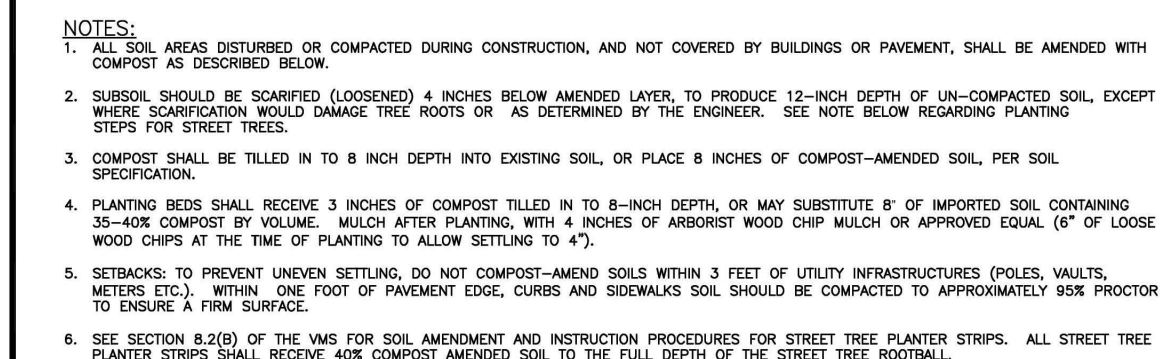 NOTES:
1. ALL SOIL AREAS DISTURBED OR COMPACTED DURING CONSTRUCTION, AND NOT COVERED BY BUILDINGS OR PAVEMENT, SHALL BE AMENDED WITH
COMPOST AS DESCRIBED BELOW.
2. SUBSOIL SHOULD BE SCARIFIED (LOOSENED) 4 INCHES BELOW AMENDED LAYER, TO PRODUCE 12-INCH DEPTH OF UN-COMPACTED SOIL, EXCEPT
WHERE SCARIFICATION WOULD DAMAGE TREE ROOTS OR AS DETERMINED BY THE ENGINEER. SEE NOTE BELOW REGARDING PLANTING
STEPS FOR STREET TREES.
3. COMPOST SHALL BE TILLED IN TO 8 INCH DEPTH INTO EXISTING SOIL, OR PLACE 8 INCHES OF COMPOST-AMENDED SOIL, PER SOIL
SPECIFICATION.
4. PLANTING BEDS SHALL RECEIVE 3 INCHES OF COMPOST TILLED IN TO 8-INCH DEPTH, OR MAY SUBSTITUTE 8" OF IMPORTED SOIL CONTAINING
35-40% COMPOST BY VOLUME. MULCH AFTER PLANTING, WITH 4 INCHES OF ARBORIST WOOD CHIP MULCH OR APPROVED EQUAL (6" OF LOOSE
WOOD CHIPS AT THE TIME OF PLANTING TO ALLOW SETTLING TO 4").
5. SETBACKS: TO PREVENT UNEVEN SETTLING, DO NOT COMPOST-AMEND SOILS WITHIN 3 FEET OF UTILITY INFRASTRUCTURES (POLES, VAULTS,
METERS ETC.). WITHIN ONE FOOT OF PAVEMENT EDGE, CURBS AND SIDEWALKS SOIL SHOULD BE COMPACTED TO APPROXIMATELY 95% PROCTOR
TO ENSURE A FIRM SURFACE.
6. SEE SECTION 8.2(B) OF THE VMS FOR SOIL AMENDMENT AND INSTRUCTION PROCEDURES FOR STREET TREE PLANTER STRIPS. ALL STREET TREE
PLANTER STRIPS SHALL RECEIVE 40% COMPOST AMENDED SOIL TO THE FULL DEPTH OF THE STREET TREE ROOTBALL.